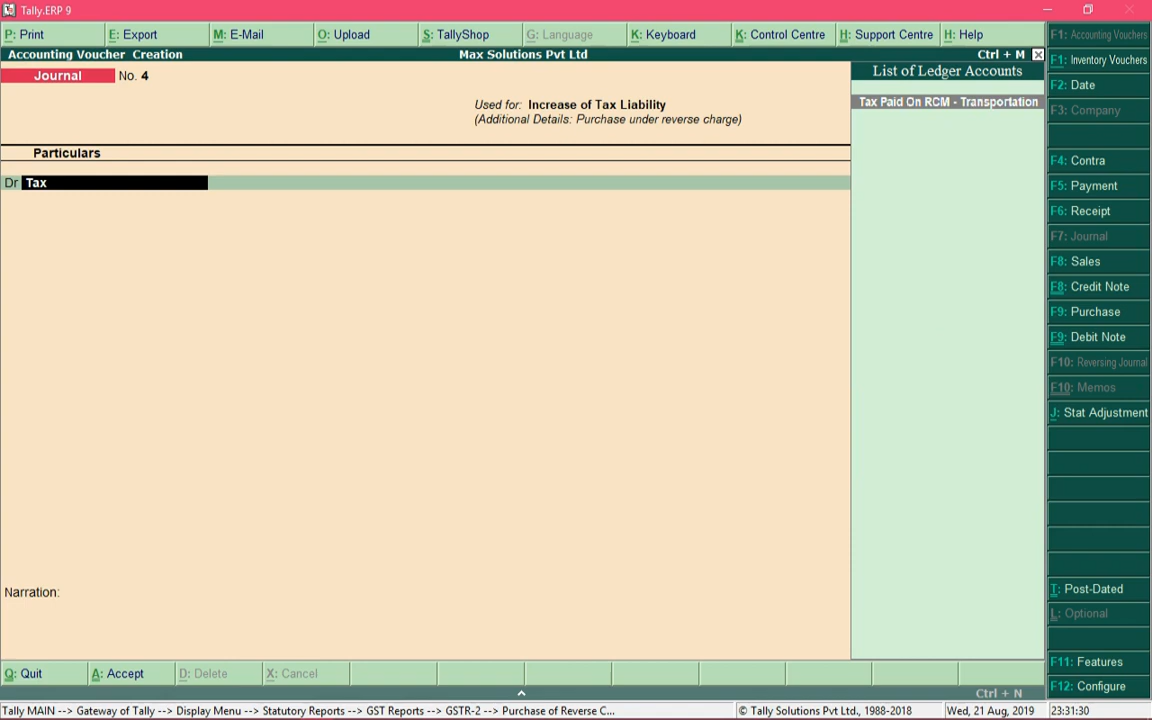 Tally.ERP 9
P: Print E: Export M: E-Mail O: Upload S: TallyShop G: Language K: Keyboard K: Control Centre H: Support Centre H: Help
Accounting Voucher Creation Max Solutions Pvt Ltd Ctrl + M
Journal No. 4
Used for: Increase of Tax Liability
(Additional Details: Purchase under reverse charge)
Particulars
Dr Tax
Narration:
List of Ledger Accounts
Tax Paid On RCM - Transportation
F1: Accounting Vouchers
F1: Inventory Vouchers
F2: Date
F3: Company
F4: Contra
F5: Payment
F6: Receipt
F7: Journal
F8: Sales
F8: Credit Note
F9: Purchase
F9: Debit Note
F10: Reversing Journal
F10: Memos
J: Stat Adjustment
T: Post-Dated
L: Optional
F11: Features
F12: Configure
Q: Quit A: Accept D: Delete X: Cancel
Ctrl + N
Tally MAIN --> Gateway of Tally --> Display Menu --> Statutory Reports --> GST Reports --> GSTR-2 --> Purchase of Reverse C... © Tally Solutions Pvt Ltd., 1988-2018 Wed, 21 Aug, 2019 23:31:30